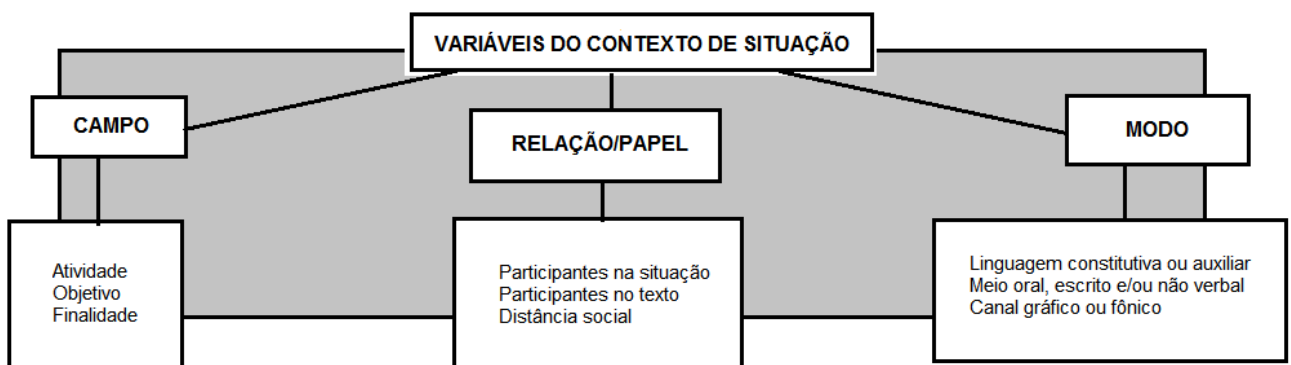 VARIÁVEIS DO CONTEXTO DE SITUAÇÃO
CAMPO
RELAÇÃO/PAPEL
MODO
Atividade
Objetivo
Finalidade
Participantes na situação
Participantes no texto
Distância social
Linguagem constitutiva ou auxiliar
Meio oral, escrito e/ou não verbal
Canal gráfico ou fônico